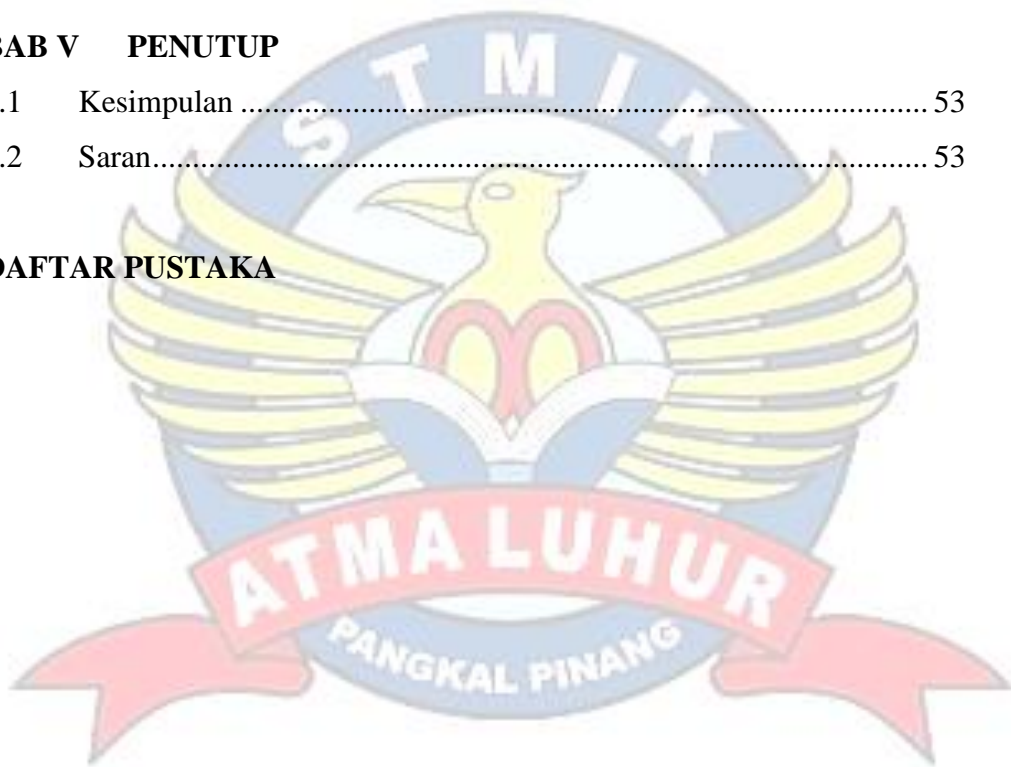 BAB V PENUTUP
.1 Kesimpulan ........................................................................................ 53
.2 Saran.................................................................................................... 53
DAFTAR PUSTAKA
STMIK
ATMA LUHUR
PANGKAL PINANG